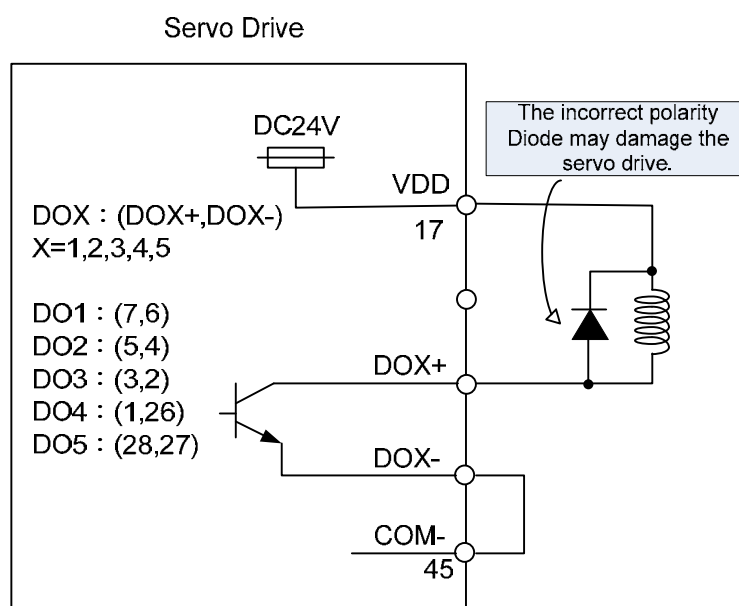 Servo Drive
DC24V
The incorrect polarity
Diode may damage the
servo drive.
VDD
17
DOX : (DOX+,DOX-)
X=1,2,3,4,5
DO1 : (7,6)
DO2 : (5,4)
DO3 : (3,2)
DO4 : (1,26)
DO5 : (28,27)
DOX+
DOX-
COM-
45